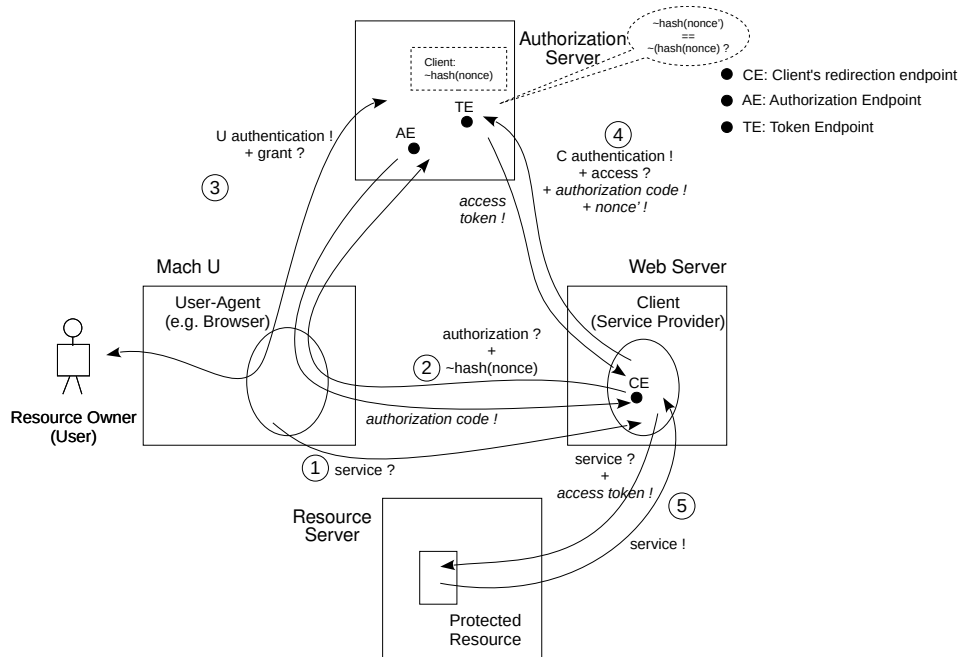 ~hash(nonce')
==
~(hash(nonce) ?
Authorization
Server
Client:
~hash(nonce)
TE
AE
CE: Client's redirection endpoint
AE: Authorization Endpoint
TE: Token Endpoint
U authentication !
+ grant ?
3
4
C authentication !
+ access ?
+ authorization code !
+ nonce' !
access
token !
Mach U
User-Agent
(e.g. Browser)
Web Server
Client
(Service Provider)
authorization ?
+
~hash(nonce)
2
CE
authorization code !
Resource Owner
(User)
1
service ?
service ?
+
access token !
5
service !
Resource
Server
Protected
Resource